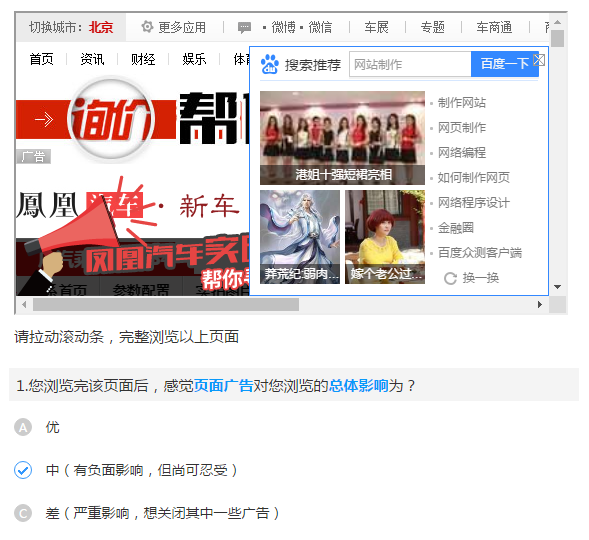 切换城市：北京 更多应用 · 微博 · 微信 车展 专题 车商通
首页 资讯 财经 娱乐 体
搜索推荐 网站制作 百度一下
询价 帮
广告
港姐十强短裙亮相
制作网站
网页制作
网络编程
如何制作网页
网络程序设计
金融圈
百度众测客户端
换一换
鳳凰 汽车 · 新车
凤凰汽车实
帮你
莽荒纪:弱肉...
嫁个老公过...
首页 参数配置 实拍图片
请拉动滚动条，完整浏览以上页面
1.您浏览完该页面后，感觉页面广告对您浏览的总体影响为？
A 优
中（有负面影响，但尚可忍受）
C 差（严重影响，想关闭其中一些广告）